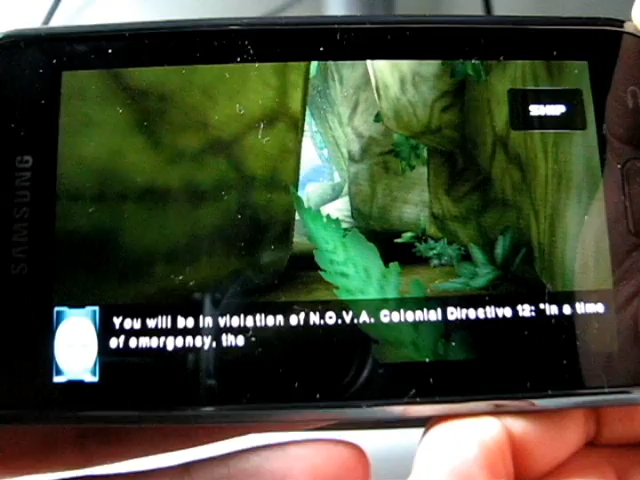 SAMSUNG
SKIP
You will be in violation of N.O.V.A. Colonial Directive 12: "In a time
of emergency, the